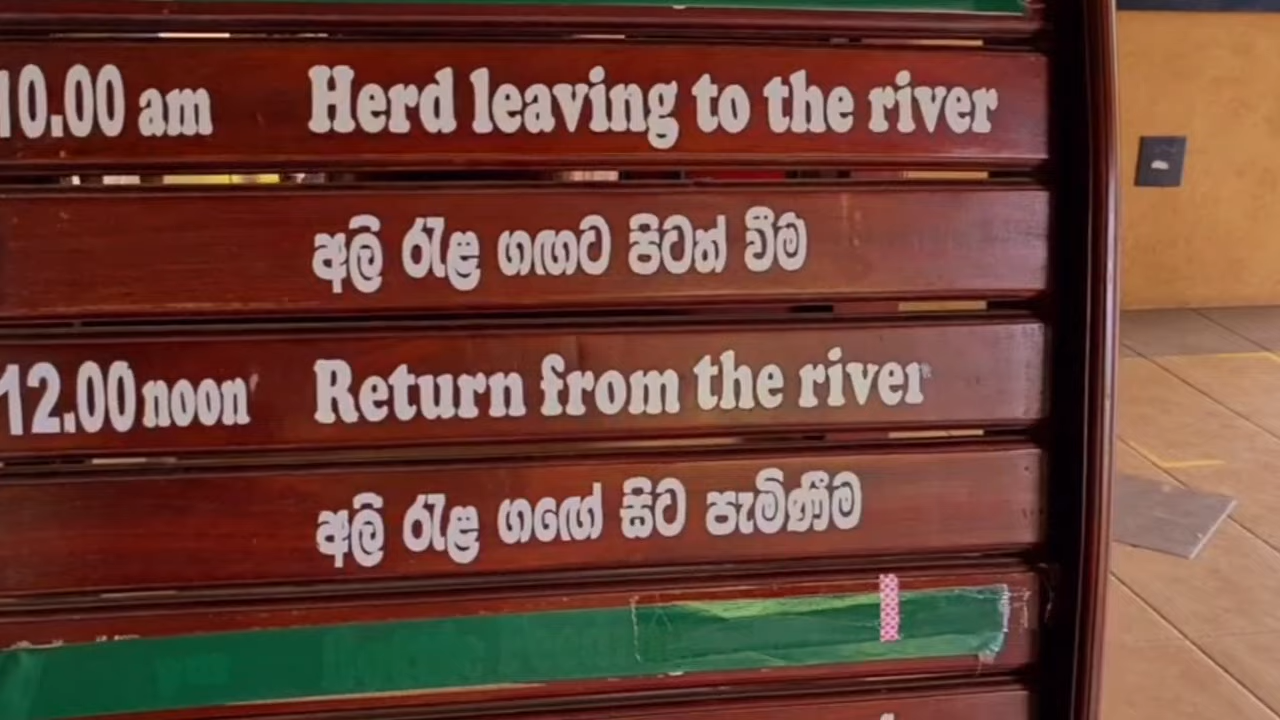 10.00 am Herd leaving to the river
අලි රැළ ගඟට පිටත් වීම
12.00 noon Return from the river
අලි රැළ ගඟේ සිට පැමිණීම